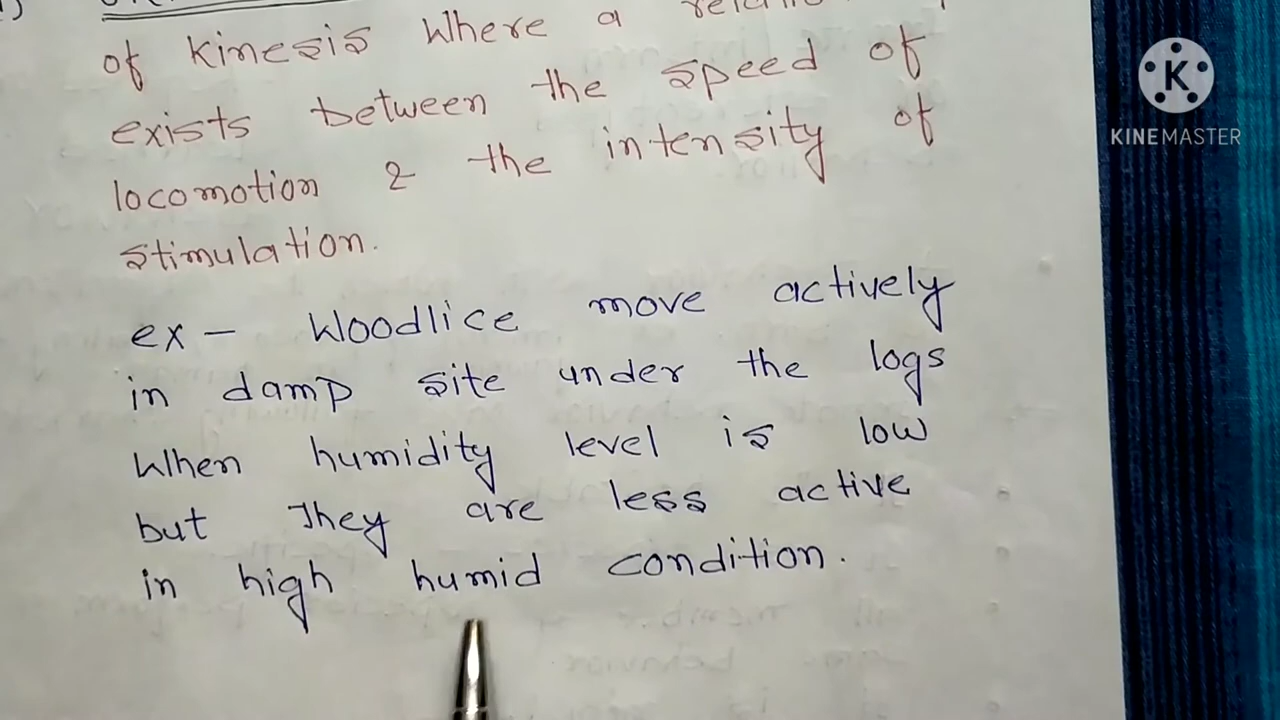 of kinesis where a
exists between the speed of
locomotion & the intensity of
stimulation.
ex - Woodlice move actively
in damp site under the logs
When humidity level is low
but They are less active
in high humid condition.
K
KINEMASTER